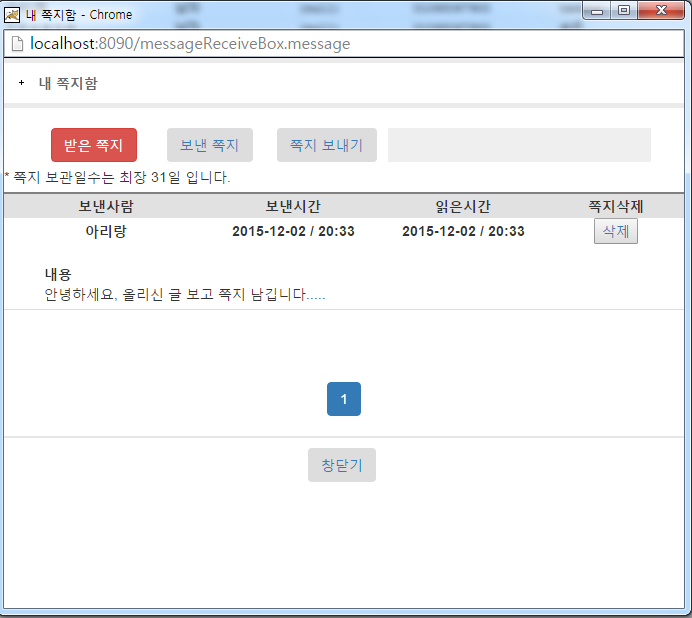 내 쪽지함 - Chrome
localhost:8090/messageReceiveBox.message
+ 내 쪽지함
받은 쪽지 보낸 쪽지 쪽지 보내기
* 쪽지 보관일수는 최장 31일 입니다.
보낸사람 보낸시간 읽은시간 쪽지삭제
아리랑 2015-12-02 / 20:33 2015-12-02 / 20:33 삭제
내용
안녕하세요, 올리신 글 보고 쪽지 남깁니다.....
1
창닫기